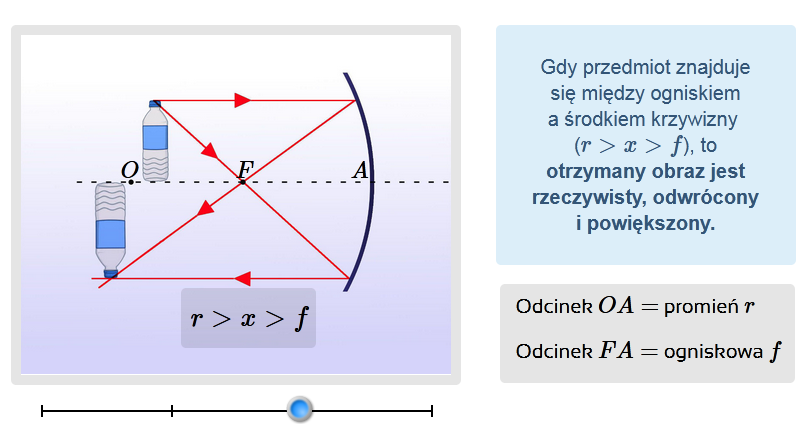 O
F
A
r > x > f
Gdy przedmiot znajduje
się między ogniskiem
a środkiem krzywizny
(r > x > f), to
otrzymany obraz jest
rzeczywisty, odwrócony
i powiększony.
Odcinek OA = promień r
Odcinek FA = ogniskowa f